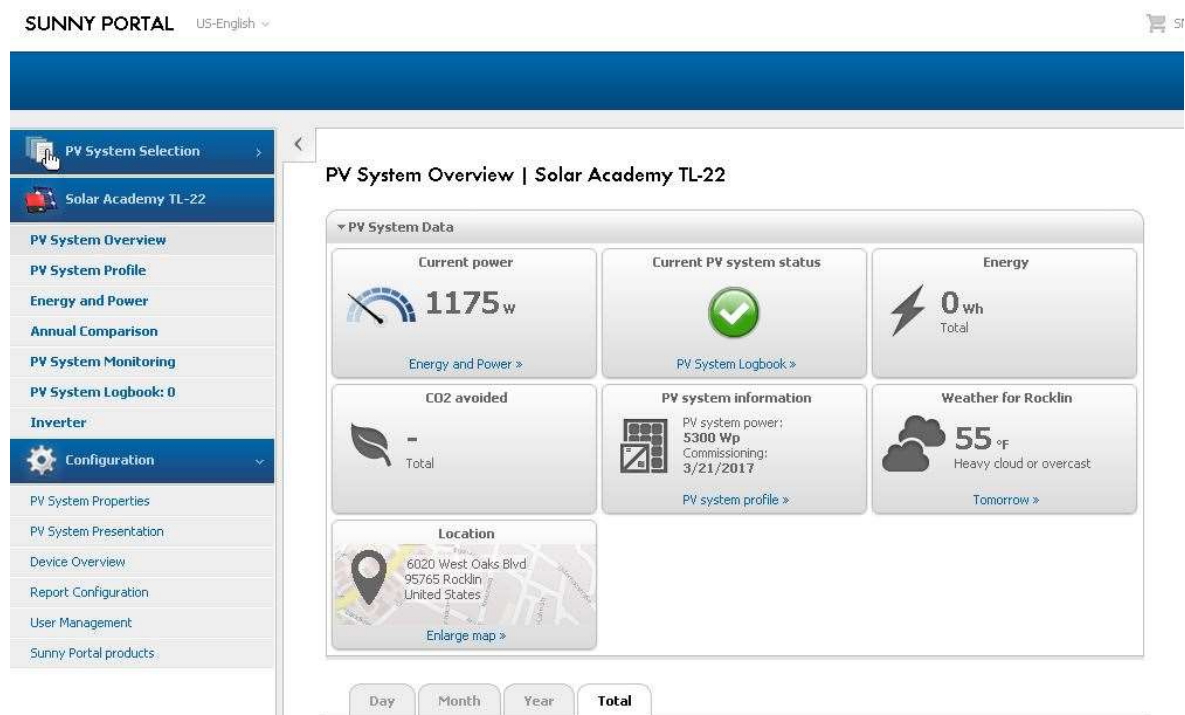 SUNNY PORTAL US-English
PV System Selection
Solar Academy TL-22
PV System Overview
PV System Profile
Energy and Power
Annual Comparison
PV System Monitoring
PV System Logbook: 0
Inverter
Configuration
PV System Properties
PV System Presentation
Device Overview
Report Configuration
User Management
Sunny Portal products
PV System Overview | Solar Academy TL-22
PV System Data
Current power
1175 W
Energy and Power »
Current PV system status
PV System Logbook »
Energy
0 Wh
Total
CO2 avoided
-
Total
PV system information
PV system power:
5300 Wp
Commissioning:
3/21/2017
PV system profile »
Weather for Rocklin
55 °F
Heavy cloud or overcast
Tomorrow »
Location
6020 West Oaks Blvd
95765 Rocklin
United States
Enlarge map »
Day Month Year Total